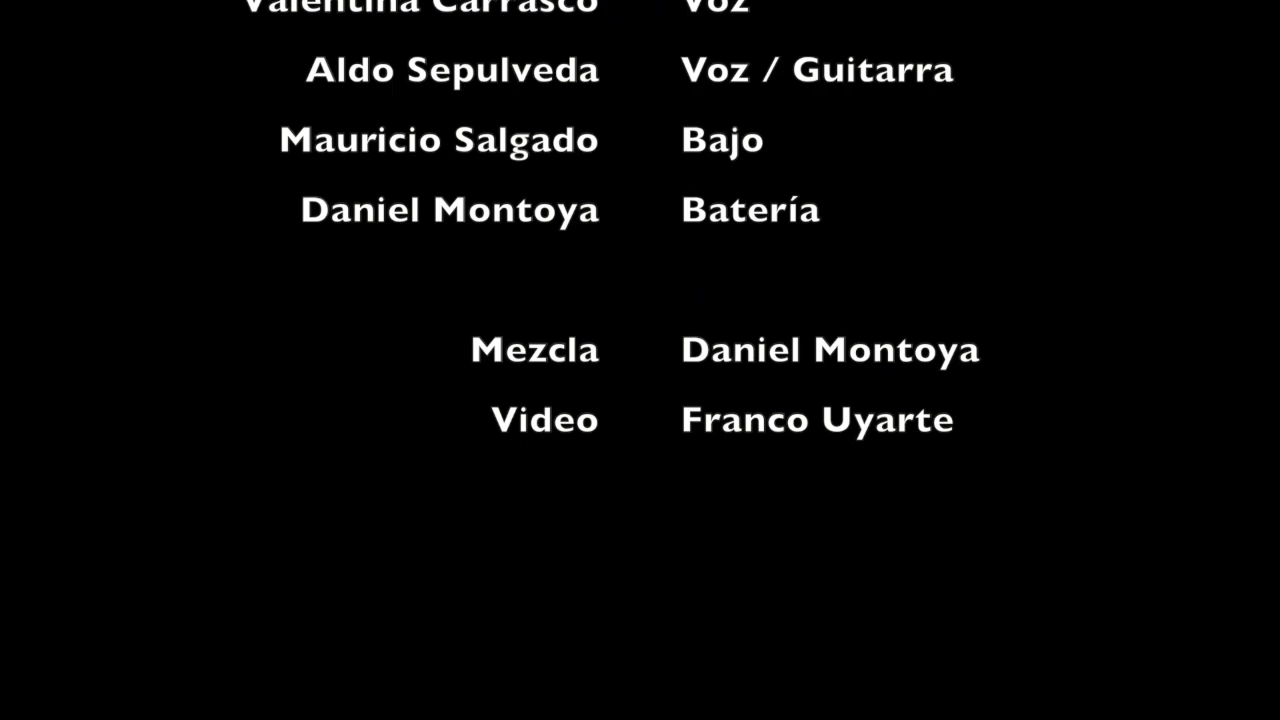 Valentina Carrasco Voz
Aldo Sepulveda Voz / Guitarra
Mauricio Salgado Bajo
Daniel Montoya Batería
Mezcla Daniel Montoya
Video Franco Uyarte